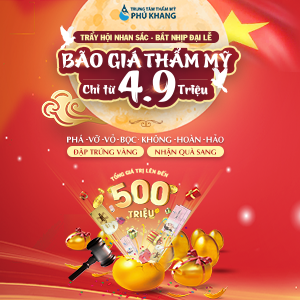 TRUNG TÂM THẨM MỸ
PHÚ KHANG
TRẨY HỘI NHAN SẮC - BẮT NHỊP ĐẠI LỄ
BÃO GIÁ THẨM MỸ
Chỉ từ 4.9 Triệu
PHÁ - VỠ - VỎ - BỌC - KHÔNG - HOÀN - HẢO
ĐẬP TRỨNG VÀNG
NHẬN QUÀ SANG
TỔNG GIÁ TRỊ LÊN ĐẾN
500
TRIỆU